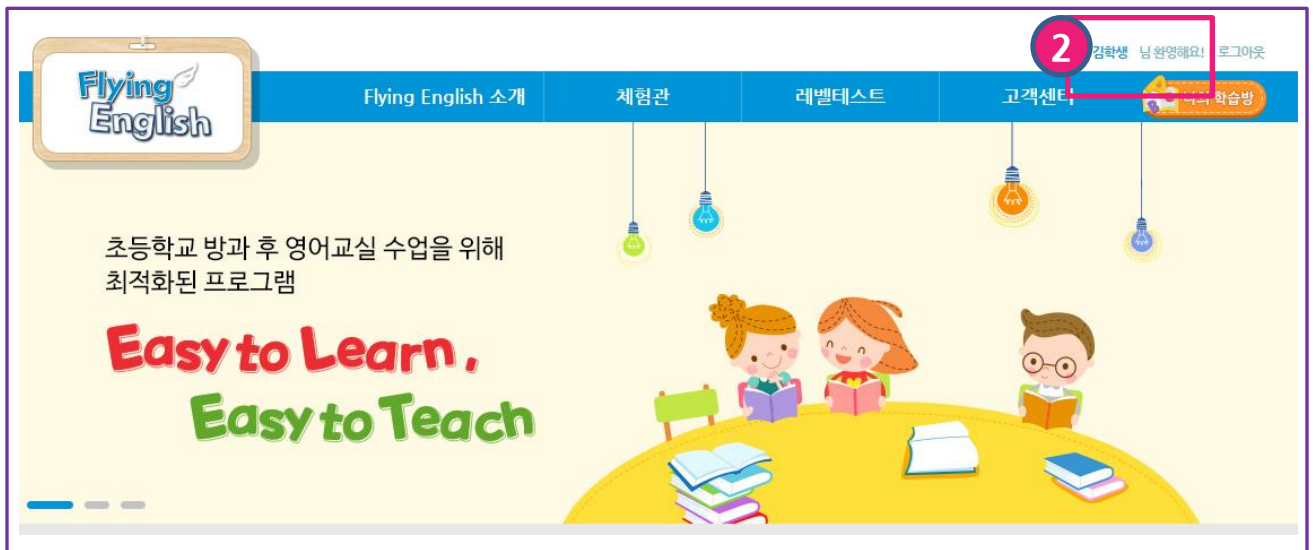 2
김학생 님 환영해요! 로그아웃
Flying
English
Flying English 소개 체험관 레벨테스트 고객센터 나의 학습방
초등학교 방과 후 영어교실 수업을 위해
최적화된 프로그램
Easy to Learn,
Easy to Teach